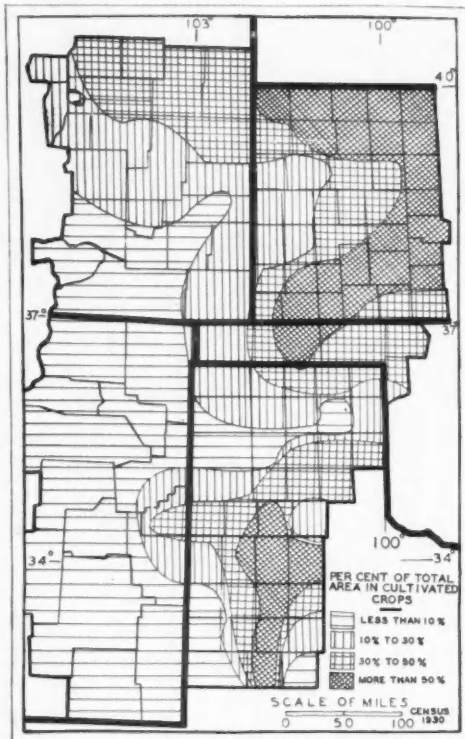 103°
100°
40°
37°
37°
34°
100°
34°
PER CENT OF TOTAL
AREA IN CULTIVATED
CROPS
LESS THAN 10%
10% TO 30%
30% TO 50%
MORE THAN 50%
SCALE OF MILES
0 50 100
CENSUS
1930